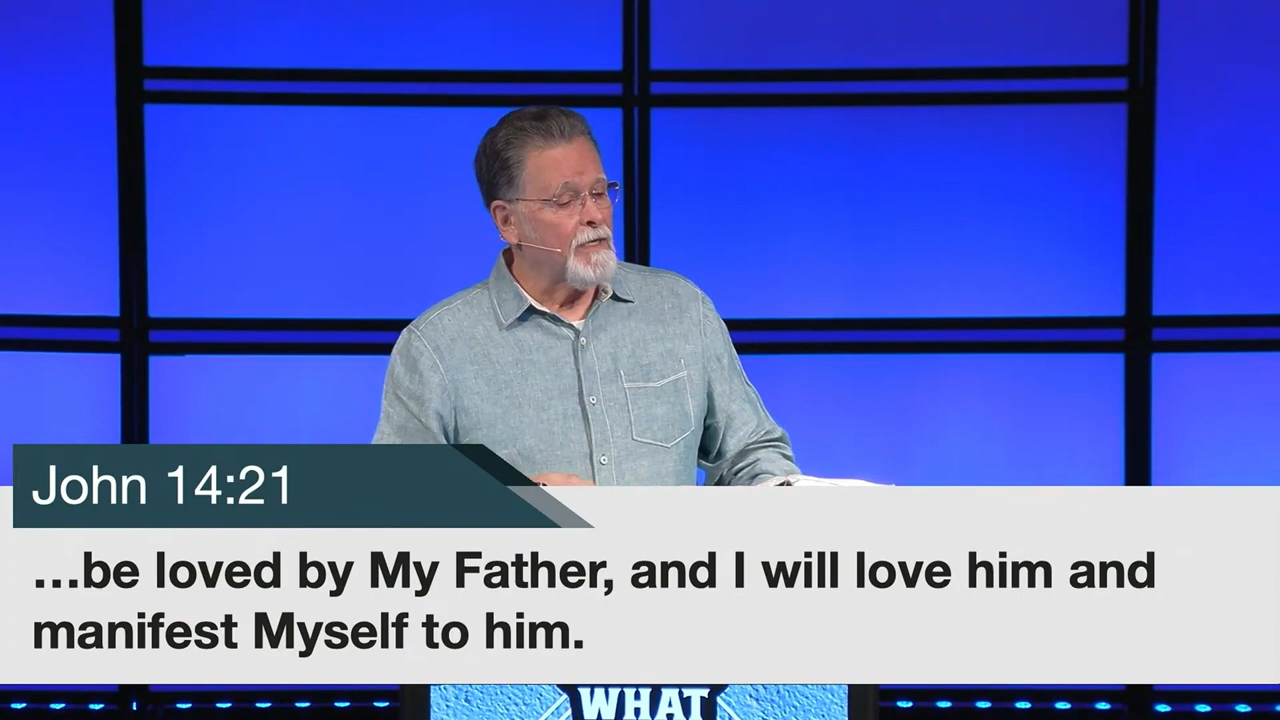 John 14:21
…be loved by My Father, and I will love him and
manifest Myself to him.
WHAT